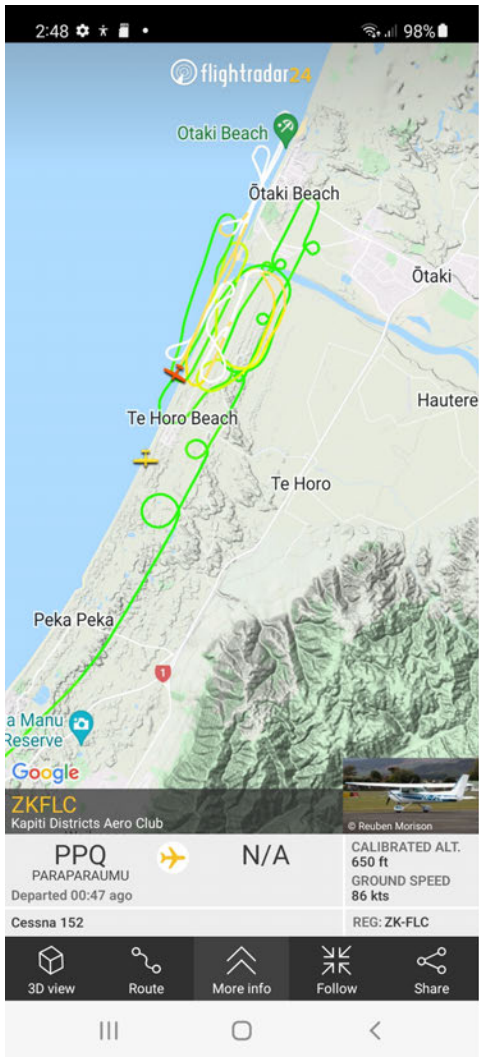 2:48
98%
flightradar24
Otaki Beach
Ōtaki Beach
Ōtaki
Hautere
Te Horo Beach
Te Horo
Peka Peka
1
a Manu
Reserve
Google
ZKFLC
Kapiti Districts Aero Club
© Reuben Morison
PPQ
PARAPARAUMU
Departed 00:47 ago
N/A
CALIBRATED ALT.
650 ft
GROUND SPEED
86 kts
Cessna 152
REG: ZK-FLC
3D view
Route
More info
Follow
Share